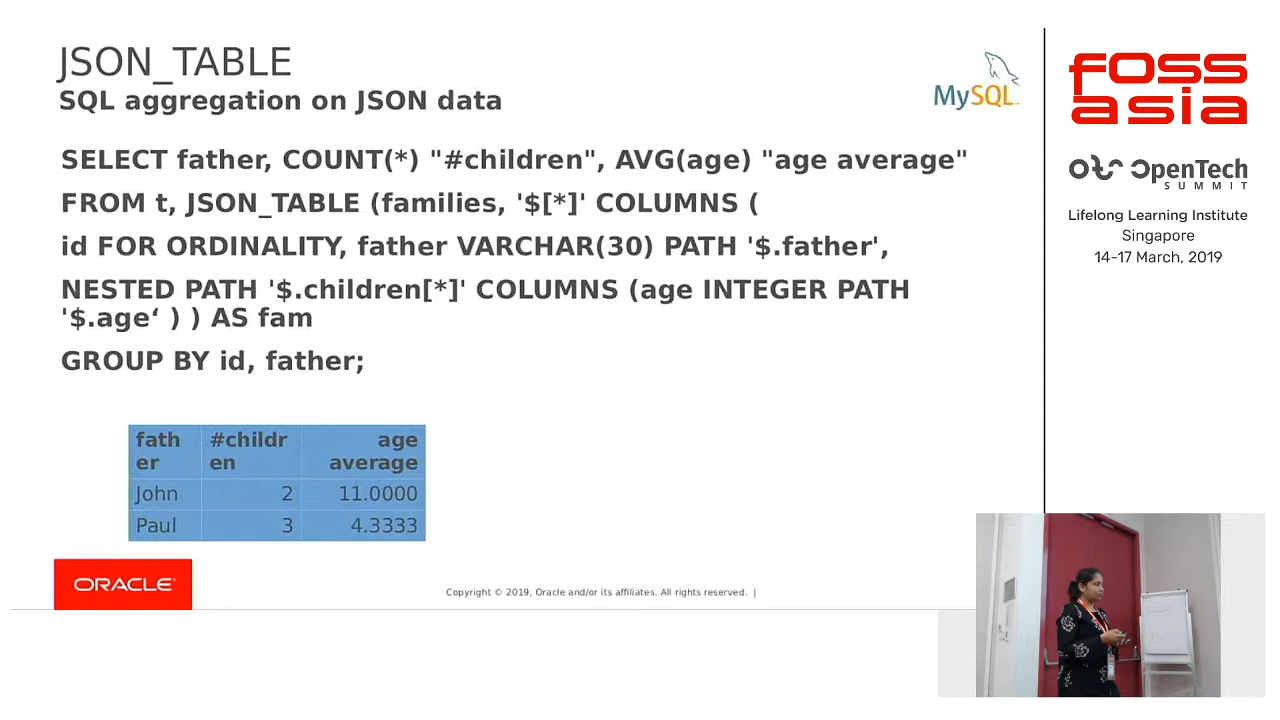 JSON_TABLE
SQL aggregation on JSON data
MySQL
SELECT father, COUNT(*) "#children", AVG(age) "age average"
FROM t, JSON_TABLE (families, '$[*]' COLUMNS (
id FOR ORDINALITY, father VARCHAR(30) PATH '$.father',
NESTED PATH '$.children[*]' COLUMNS (age INTEGER PATH
'$.age‘ ) ) AS fam
GROUP BY id, father;
fath
er
#childr
en
age
average
John 2 11.0000
Paul 3 4.3333
ORACLE
Copyright © 2019, Oracle and/or its affiliates. All rights reserved. |
fOSS
asia
OpenTech
SUMMIT
Lifelong Learning Institute
Singapore
14-17 March, 2019